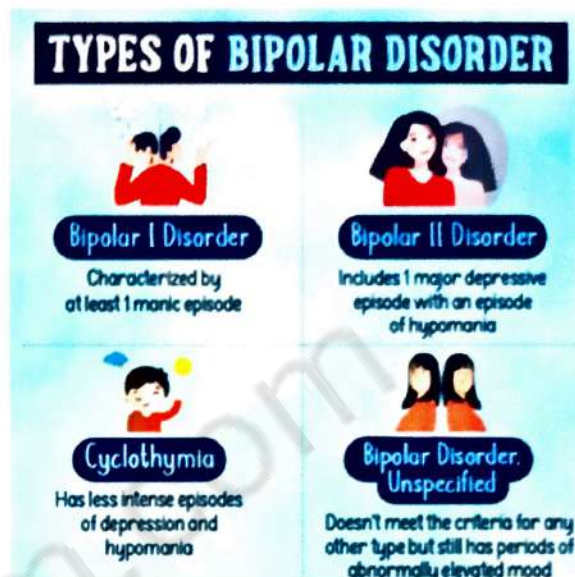 TYPES OF BIPOLAR DISORDER
Bipolar I Disorder
Characterized by
at least 1 manic episode
Bipolar II Disorder
Includes 1 major depressive
episode with an episode
of hypomania
Cyclothymia
Has less intense episodes
of depression and
hypomania
Bipolar Disorder,
Unspecified
Doesn't meet the criteria for any
other type but still has periods of
abnormally elevated mood
m.com